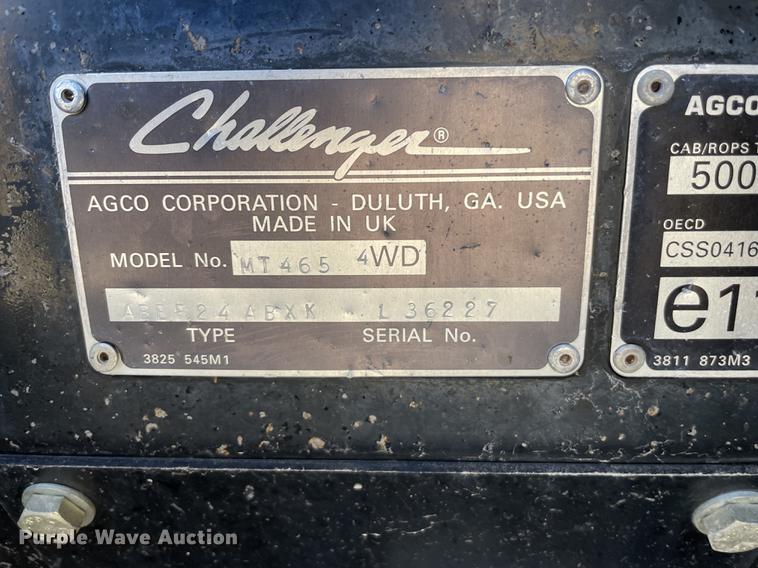 Challenger®
AGCO CORPORATION - DULUTH, GA. USA
MADE IN UK
MODEL No. MT465 4WD
L 36227
TYPE SERIAL No.
3825 545M1
AGCO
CAB/ROPS T
500
OECD
CSS0416
e1
3811 873M3
Purple Wave Auction